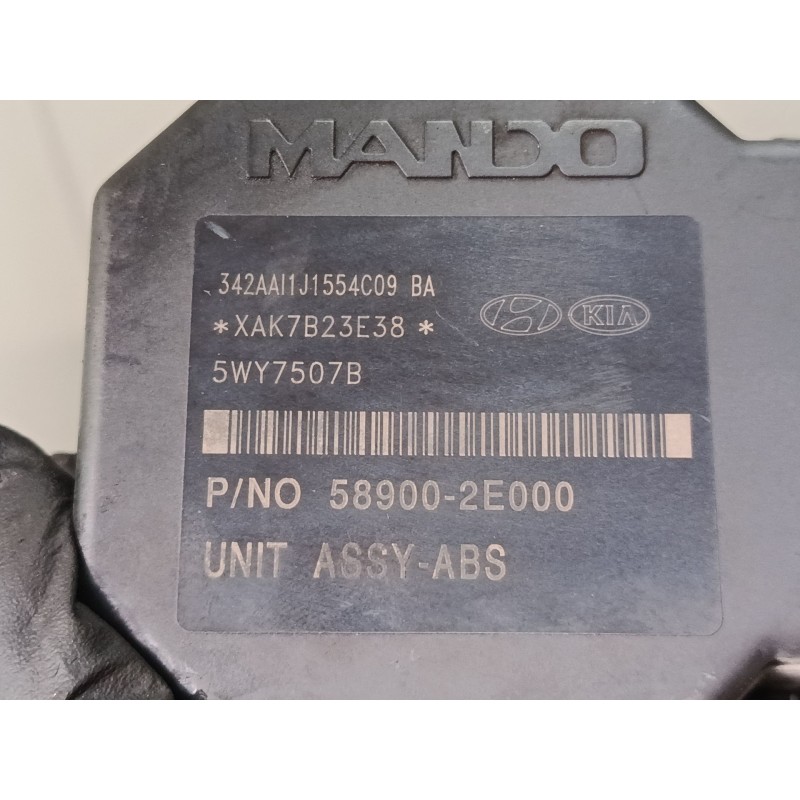 MANDO
342AAI1J1554C09 BA
*XAK7B23E38*
KIA
5WY7507B
P/NO 58900-2E000
UNIT ASSY-ABS